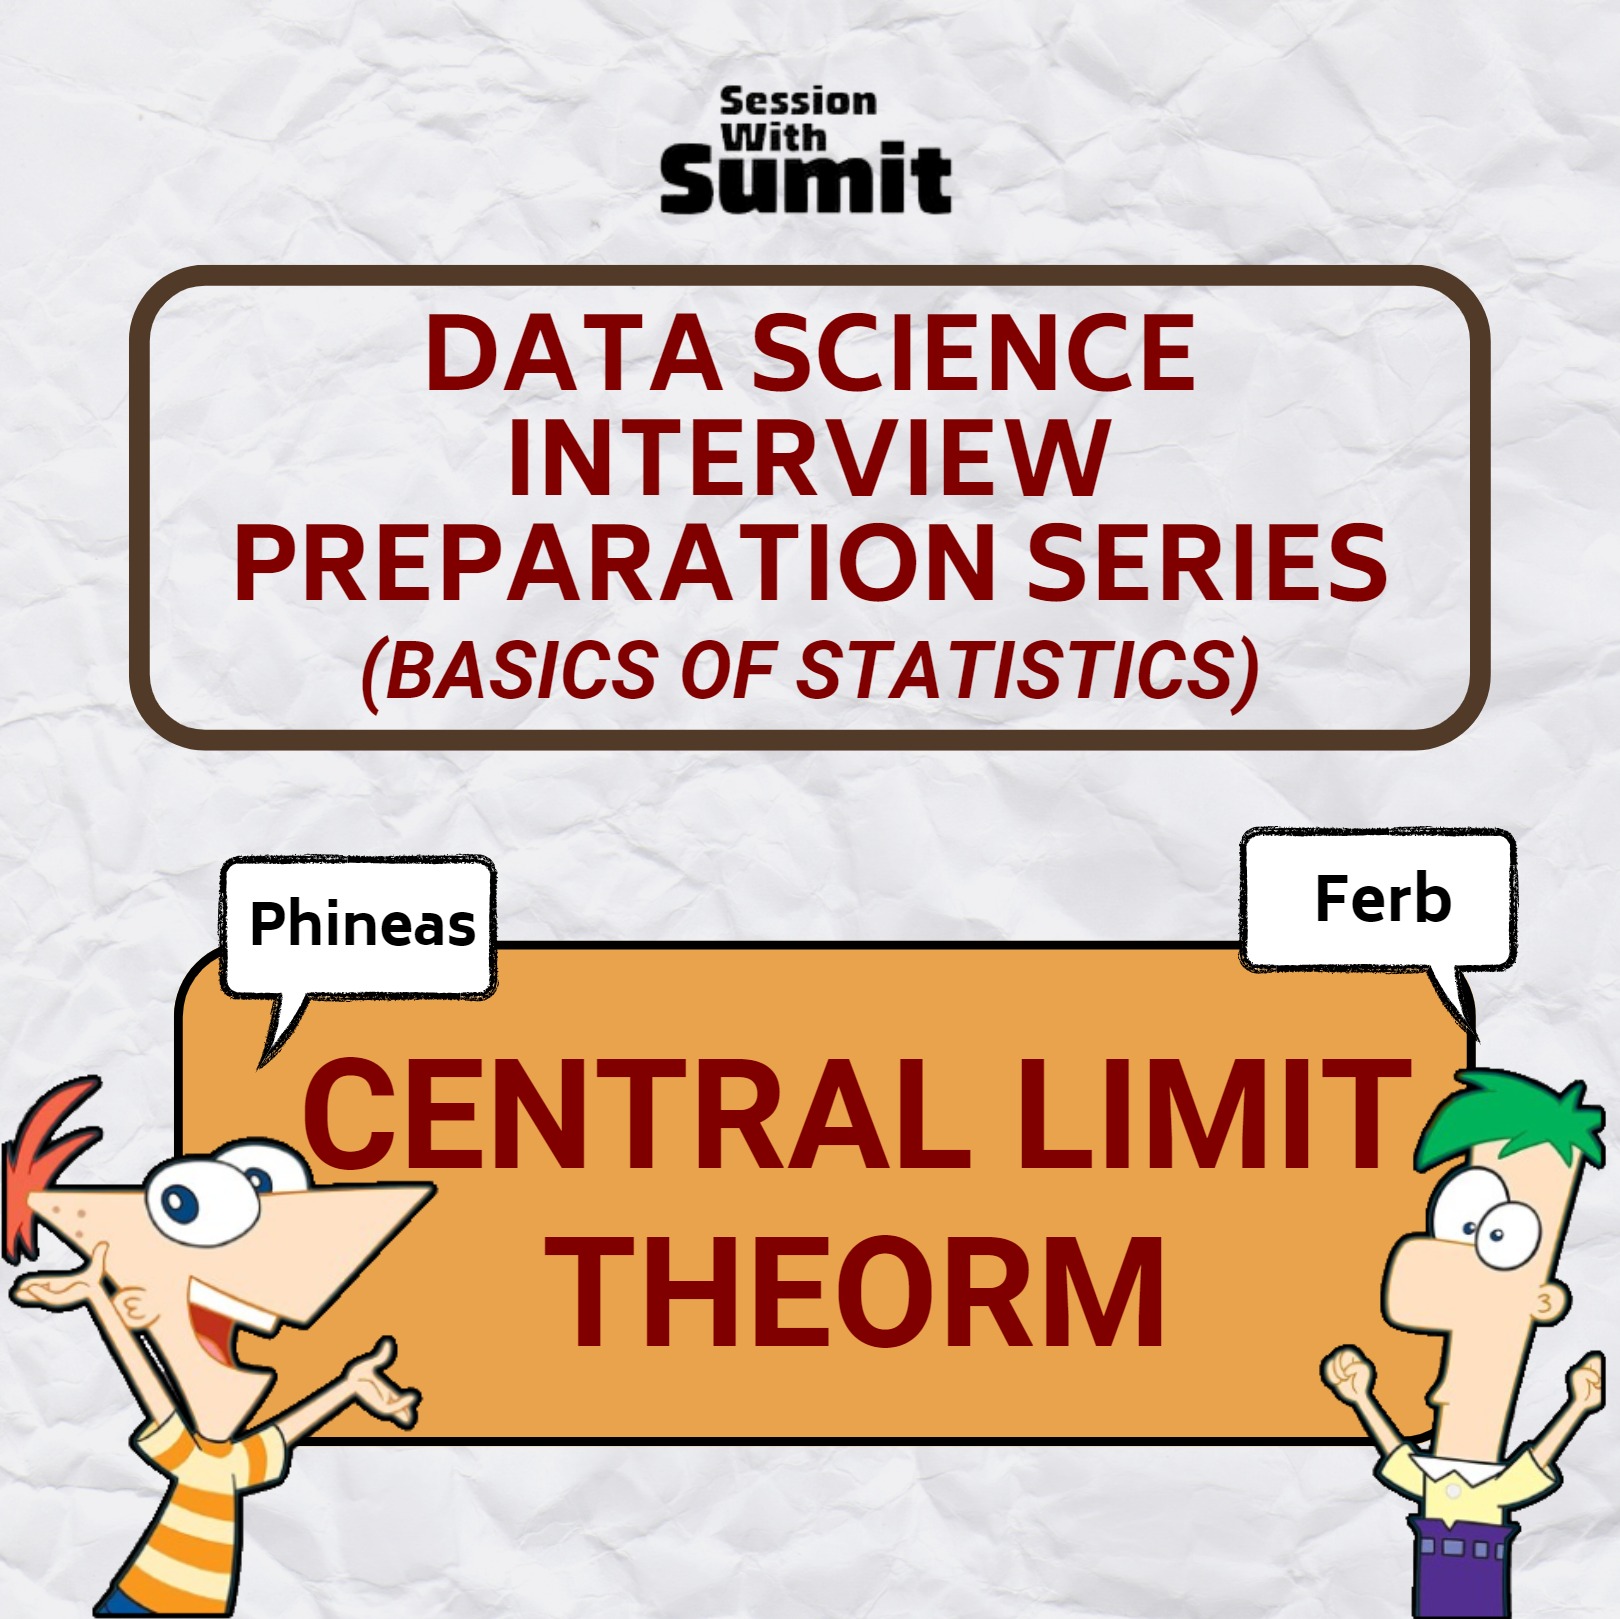 Session
With
Sumit
DATA SCIENCE
INTERVIEW
PREPARATION SERIES
(BASICS OF STATISTICS)
Phineas
Ferb
CENTRAL LIMIT
THEORM